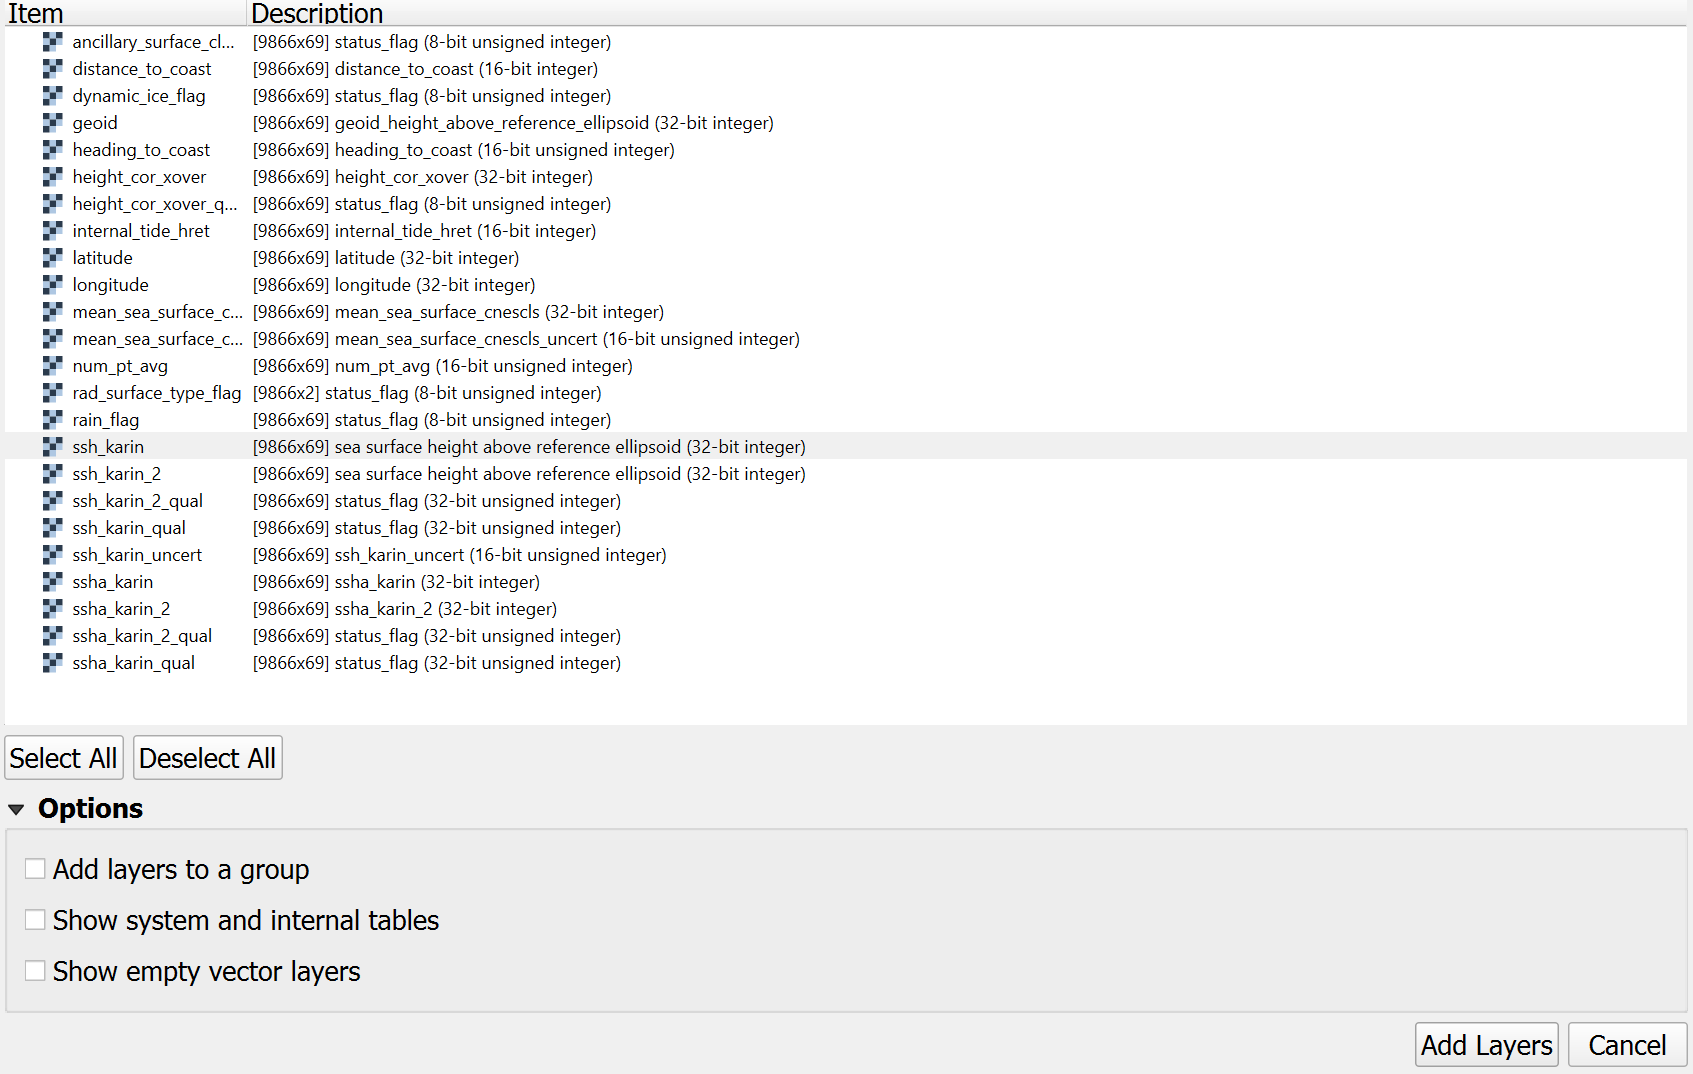 Item Description
ancillary_surface_cl... [9866x69] status_flag (8-bit unsigned integer)
distance_to_coast [9866x69] distance_to_coast (16-bit integer)
dynamic_ice_flag [9866x69] status_flag (8-bit unsigned integer)
geoid [9866x69] geoid_height_above_reference_ellipsoid (32-bit integer)
heading_to_coast [9866x69] heading_to_coast (16-bit unsigned integer)
height_cor_xover [9866x69] height_cor_xover (32-bit integer)
height_cor_xover_q... [9866x69] status_flag (8-bit unsigned integer)
internal_tide_hret [9866x69] internal_tide_hret (16-bit integer)
latitude [9866x69] latitude (32-bit integer)
longitude [9866x69] longitude (32-bit integer)
mean_sea_surface_c... [9866x69] mean_sea_surface_cnescls (32-bit integer)
mean_sea_surface_c... [9866x69] mean_sea_surface_cnescls_uncert (16-bit unsigned integer)
num_pt_avg [9866x69] num_pt_avg (16-bit unsigned integer)
rad_surface_type_flag [9866x2] status_flag (8-bit unsigned integer)
rain_flag [9866x69] status_flag (8-bit unsigned integer)
ssh_karin [9866x69] sea surface height above reference ellipsoid (32-bit integer)
ssh_karin_2 [9866x69] sea surface height above reference ellipsoid (32-bit integer)
ssh_karin_2_qual [9866x69] status_flag (32-bit unsigned integer)
ssh_karin_qual [9866x69] status_flag (32-bit unsigned integer)
ssh_karin_uncert [9866x69] ssh_karin_uncert (16-bit unsigned integer)
ssha_karin [9866x69] ssha_karin (32-bit integer)
ssha_karin_2 [9866x69] ssha_karin_2 (32-bit integer)
ssha_karin_2_qual [9866x69] status_flag (32-bit unsigned integer)
ssha_karin_qual [9866x69] status_flag (32-bit unsigned integer)
Select All Deselect All
Options
Add layers to a group
Show system and internal tables
Show empty vector layers
Add Layers Cancel